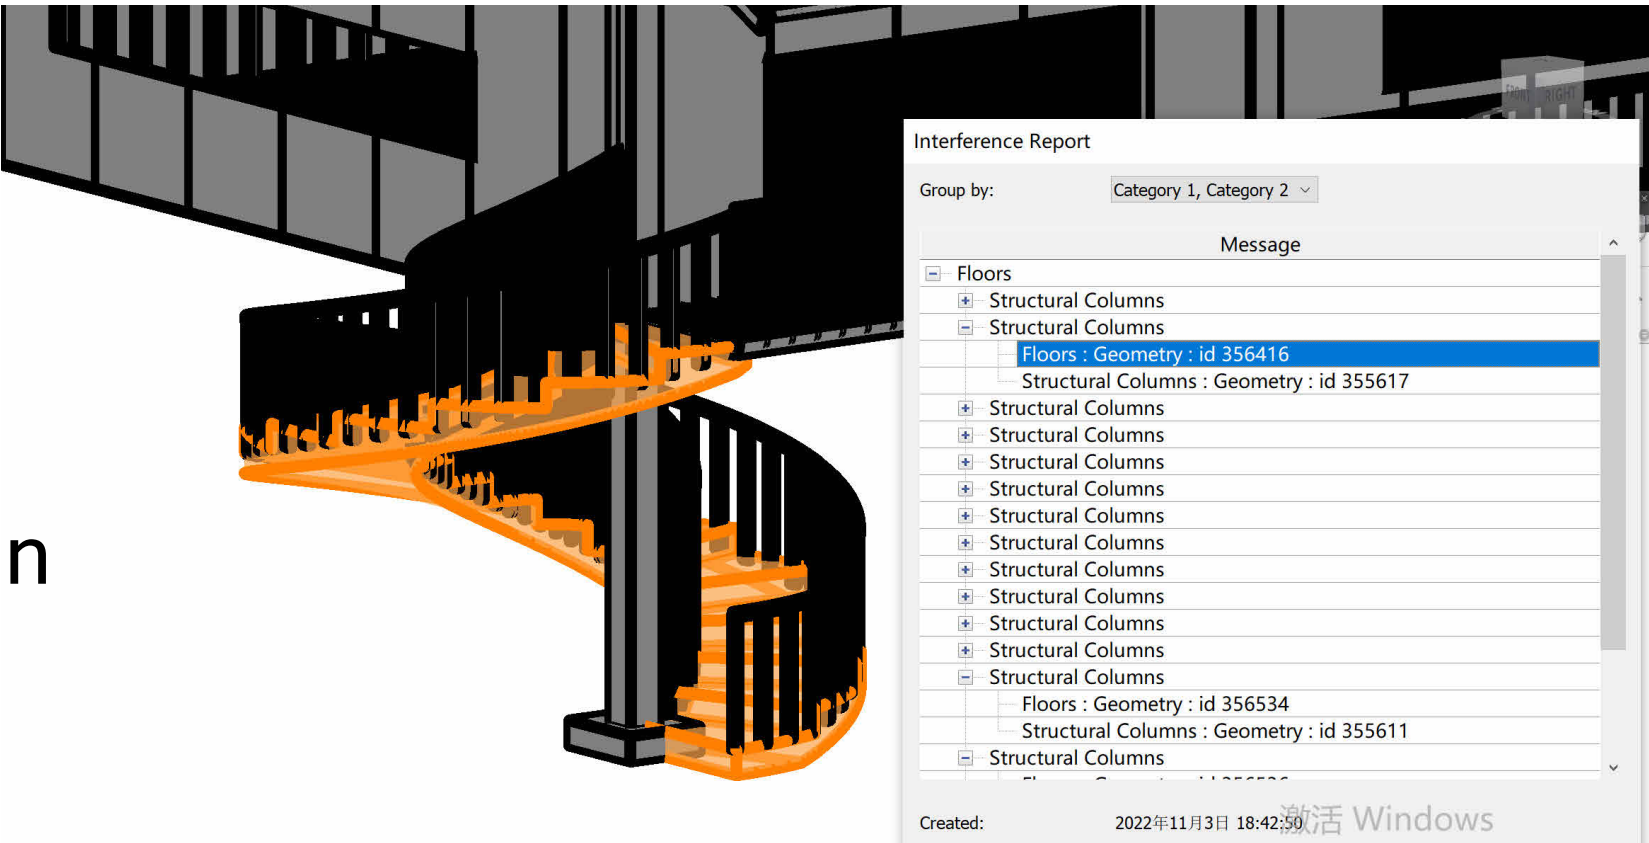 n
FRONT
RIGHT
Interference Report
Group by:
Category 1, Category 2
Message
Floors
Structural Columns
Structural Columns
Floors : Geometry : id 356416
Structural Columns : Geometry : id 355617
Structural Columns
Structural Columns
Structural Columns
Structural Columns
Structural Columns
Structural Columns
Structural Columns
Structural Columns
Structural Columns
Structural Columns
Structural Columns
Floors : Geometry : id 356534
Structural Columns : Geometry : id 355611
Structural Columns
Created:
2022年11月3日 18:42:50
激活 Windows